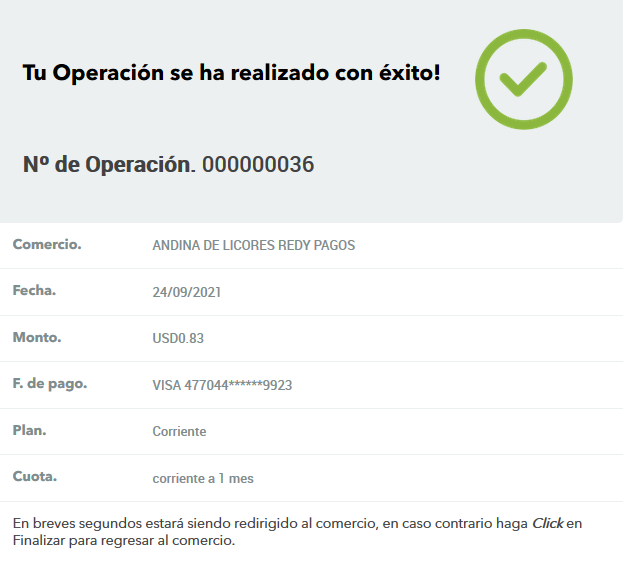 Tu Operación se ha realizado con éxito!
Nº de Operación. 000000036
Comercio. ANDINA DE LICORES REDY PAGOS
Fecha. 24/09/2021
Monto. USD0.83
F. de pago. VISA 477044******9923
Plan. Corriente
Cuota. corriente a 1 mes
En breves segundos estará siendo redirigido al comercio, en caso contrario haga Click en
Finalizar para regresar al comercio.